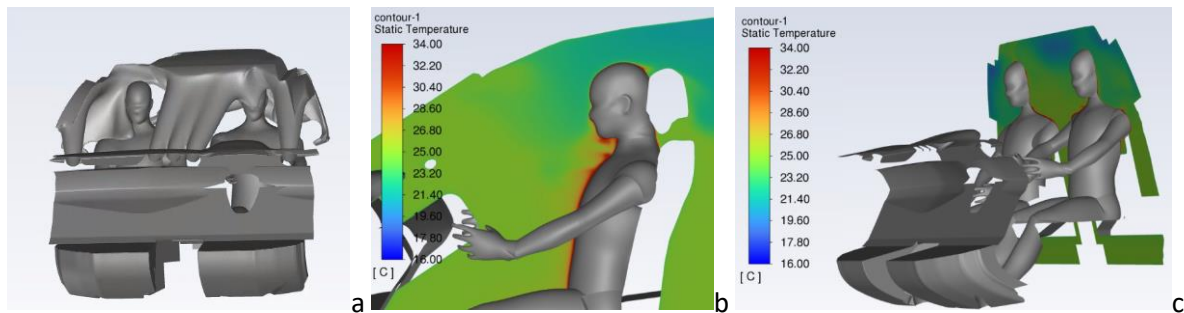 contour-1
Static Temperature
34.00
32.20
30.40
28.60
26.80
25.00
23.20
21.40
19.60
17.80
16.00
[ C ]
contour-1
Static Temperature
34.00
32.20
30.40
28.60
26.80
25.00
23.20
21.40
19.60
17.80
16.00
[ C ]
a
b
c